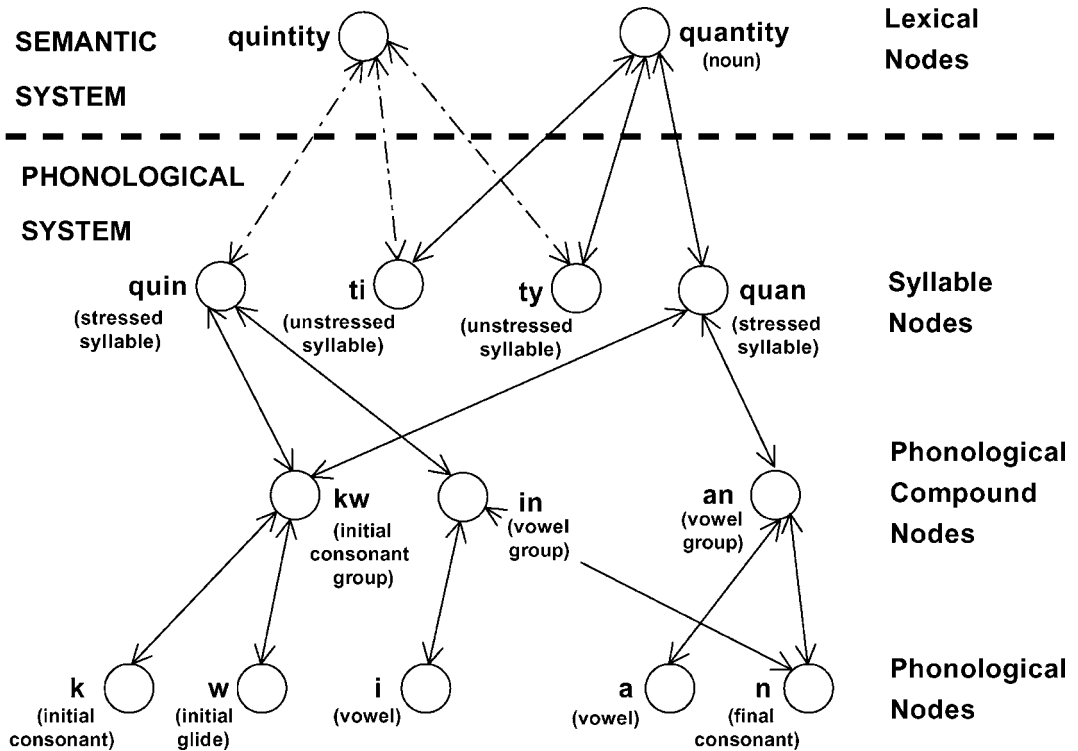 SEMANTIC
SYSTEM
quintity
quantity
(noun)
Lexical
Nodes
PHONOLOGICAL
SYSTEM
quin
(stressed
syllable)
ti
(unstressed
syllable)
ty
(unstressed
syllable)
quan
(stressed
syllable)
Syllable
Nodes
kw
(initial
consonant
group)
in
(vowel
group)
an
(vowel
group)
Phonological
Compound
Nodes
k
(initial
consonant)
w
(initial
glide)
i
(vowel)
a
(vowel)
n
(final
consonant)
Phonological
Nodes